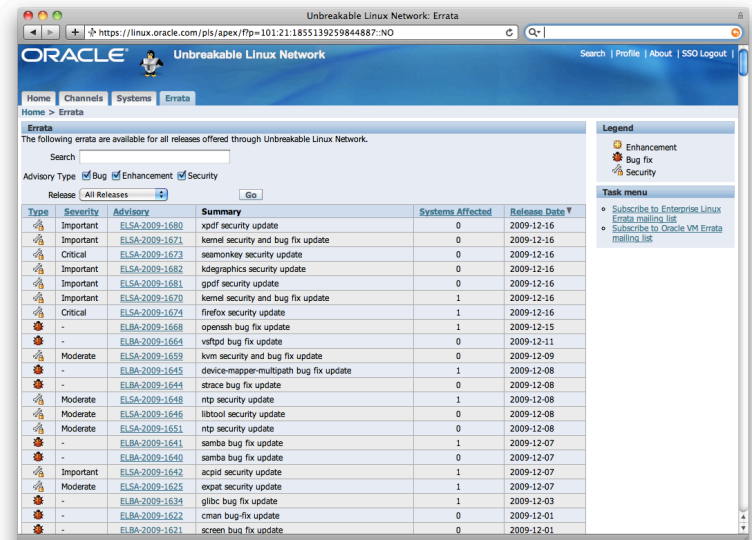 Unbreakable Linux Network: Errata
https://linux.oracle.com/pls/apex/f?p=101:21:1855139259844887::NO
Q
ORACLE Unbreakable Linux Network
Search | Profile | About | SSO Logout |
Home Channels Systems Errata
Home > Errata
Errata
The following errata are available for all releases offered through Unbreakable Linux Network.
Search
Advisory Type Bug Enhancement Security
Release All Releases Go
Type Severity Advisory Summary Systems Affected Release Date
Important ELSA-2009-1680 xpdf security update 0 2009-12-16
Important ELSA-2009-1671 kernel security and bug fix update 0 2009-12-16
Critical ELSA-2009-1673 seamonkey security update 0 2009-12-16
Important ELSA-2009-1682 kdegraphics security update 0 2009-12-16
Important ELSA-2009-1681 gpdf security update 0 2009-12-16
Important ELSA-2009-1670 kernel security and bug fix update 1 2009-12-16
Critical ELSA-2009-1674 firefox security update 1 2009-12-16
- ELBA-2009-1668 openssh bug fix update 1 2009-12-15
- ELBA-2009-1664 vsftpd bug fix update 0 2009-12-11
Moderate ELSA-2009-1659 kvm security and bug fix update 0 2009-12-09
- ELBA-2009-1645 device-mapper-multipath bug fix update 1 2009-12-08
- ELBA-2009-1644 strace bug fix update 0 2009-12-08
Moderate ELSA-2009-1648 ntp security update 1 2009-12-08
Moderate ELSA-2009-1646 libtool security update 0 2009-12-08
Moderate ELSA-2009-1651 ntp security update 0 2009-12-08
- ELBA-2009-1641 samba bug fix update 1 2009-12-07
- ELBA-2009-1640 samba bug fix update 0 2009-12-07
Important ELSA-2009-1642 acpid security update 1 2009-12-07
Moderate ELSA-2009-1625 expat security update 1 2009-12-07
- ELBA-2009-1634 glibc bug fix update 1 2009-12-03
- ELBA-2009-1622 cman bug-fix update 0 2009-12-01
- ELBA-2009-1621 screen bug fix update 0 2009-12-01
Legend
Enhancement
Bug fix
Security
Task menu
Subscribe to Enterprise Linux
Errata mailing list
Subscribe to Oracle VM Errata
mailing list